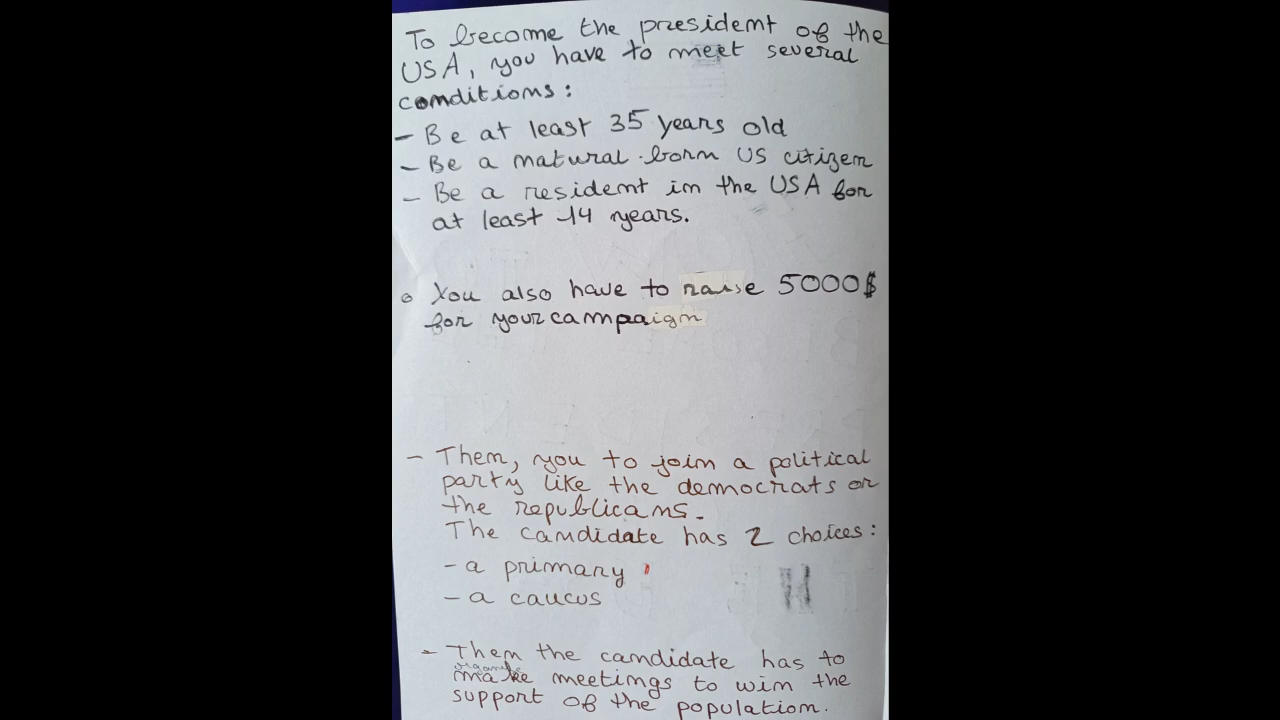 To become the president of the
USA, you have to meet several
conditions:
- Be at least 35 years old
- Be a natural-born US citizen
- Be a resident in the USA for
at least 14 years.
o You also have to raise 5000$
for your campaign
- Then, you to join a political
party like the democrats or
the republicans.
The candidate has 2 choices:
- a primary
- a caucus
- Then the candidate has to
organize
make meetings to win the
support of the population.